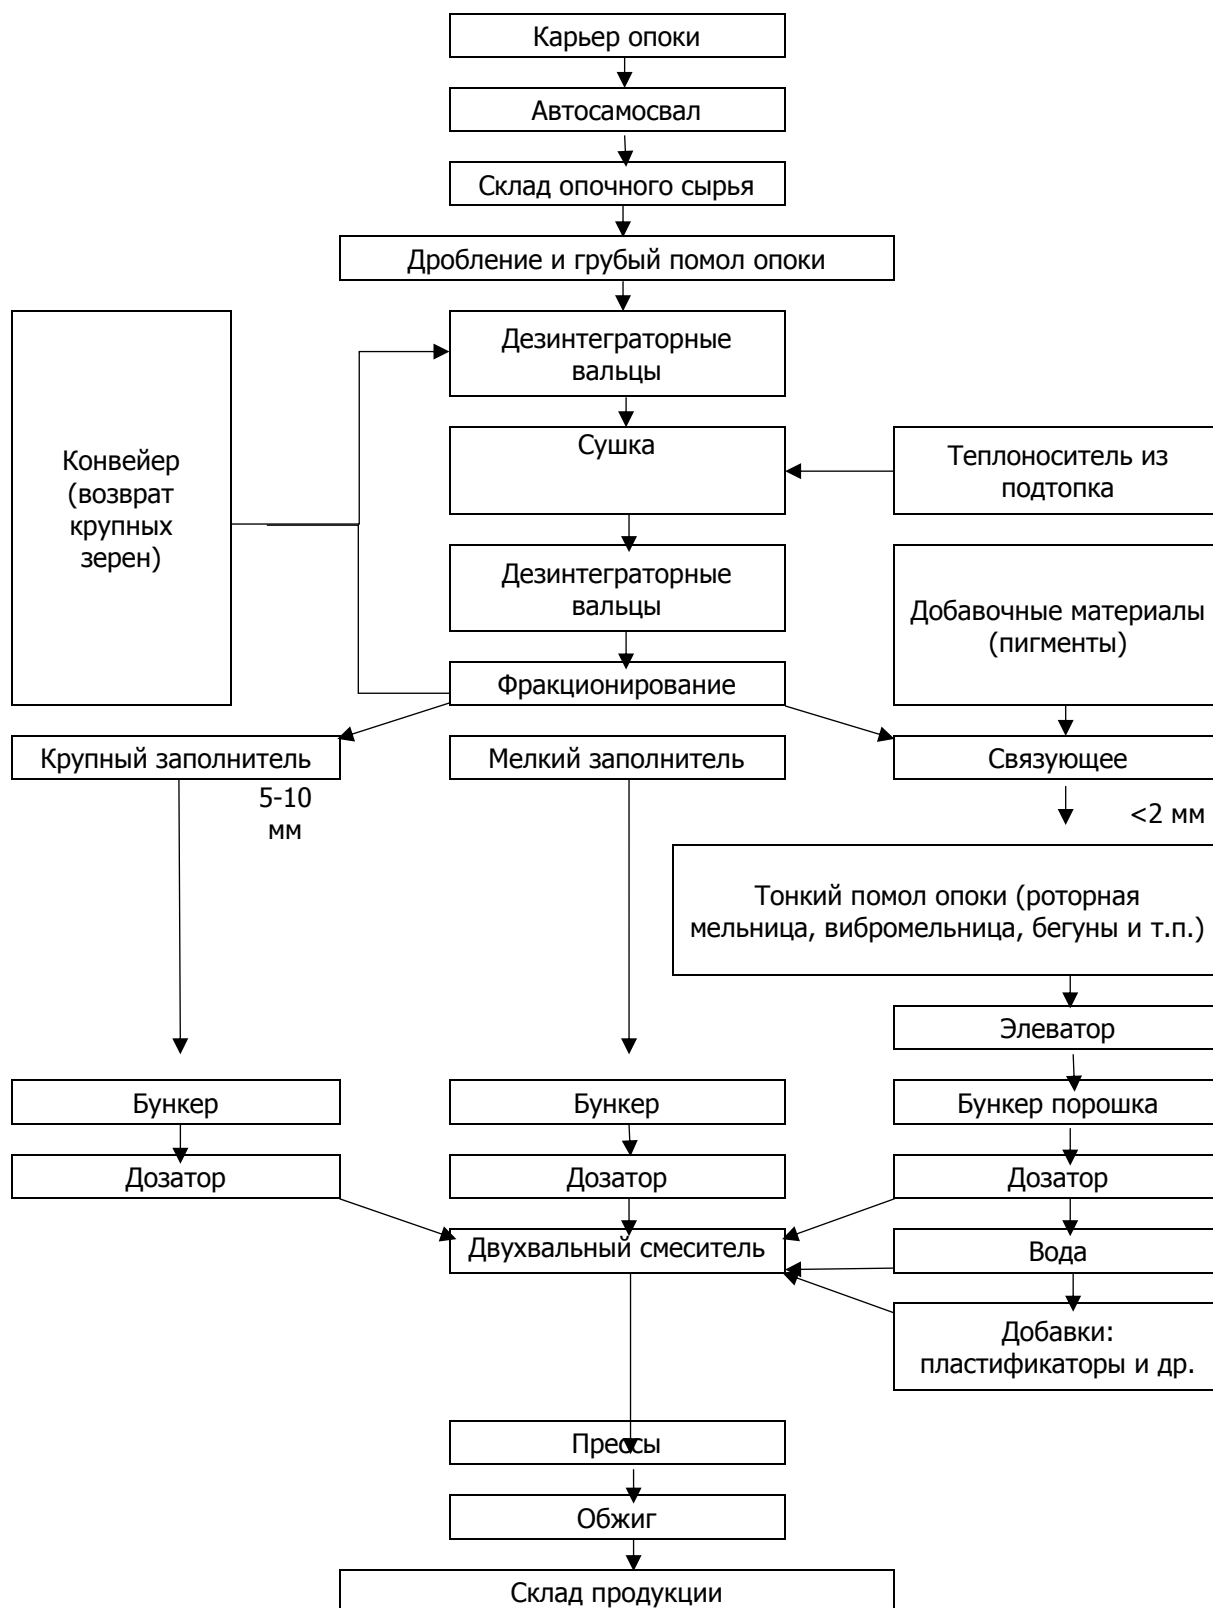 Карьер опоки
Автосамосвал
Склад опочного сырья
Дробление и грубый помол опоки
Дезинтеграторные
вальцы
Конвейер
(возврат
крупных
зерен)
Сушка
Теплоноситель из
подтопка
Дезинтеграторные
вальцы
Добавочные материалы
(пигменты)
Фракционирование
Крупный заполнитель
Мелкий заполнитель
Связующее
5-10
мм
<2 мм
Тонкий помол опоки (роторная
мельница, вибромельница, бегуны и т.п.)
Элеватор
Бункер
Бункер
Бункер порошка
Дозатор
Дозатор
Дозатор
Двухвальный смеситель
Вода
Добавки:
пластификаторы и др.
Прессы
Обжиг
Склад продукции